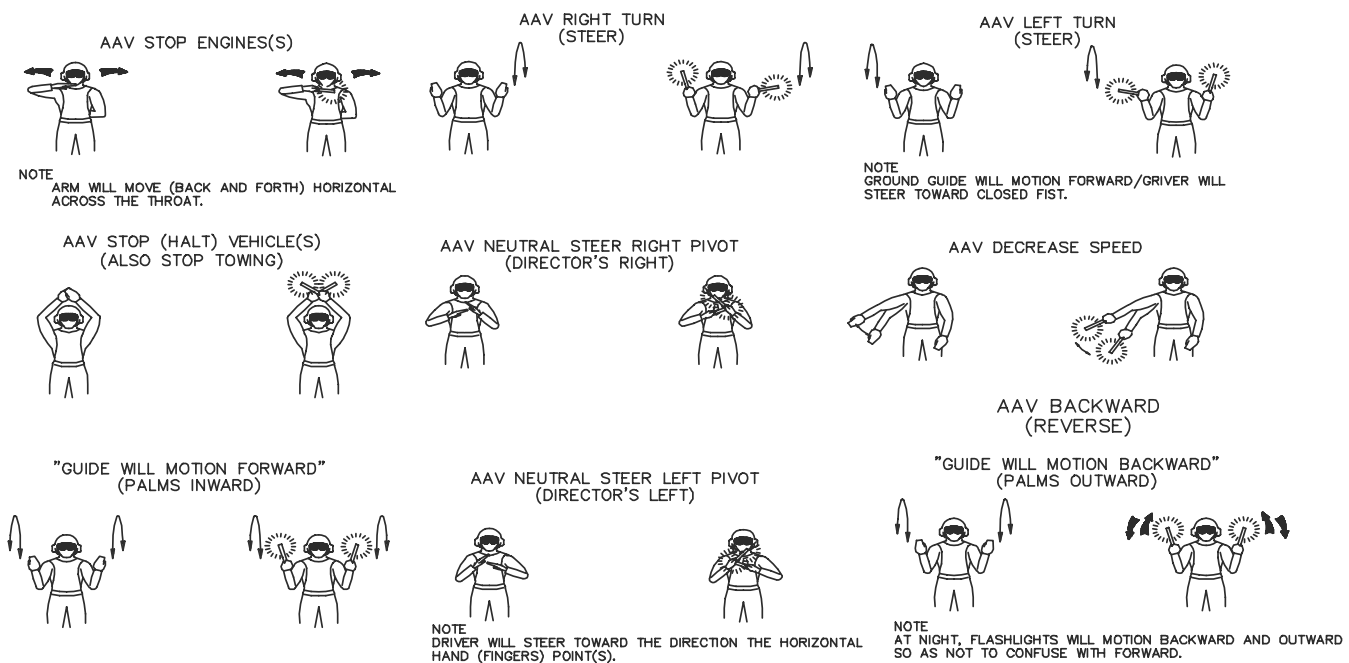 AAV STOP ENGINES(S)
NOTE
ARM WILL MOVE (BACK AND FORTH) HORIZONTAL
ACROSS THE THROAT.
AAV RIGHT TURN
(STEER)
AAV LEFT TURN
(STEER)
NOTE
GROUND GUIDE WILL MOTION FORWARD/GRIVER WILL
STEER TOWARD CLOSED FIST.
AAV STOP (HALT) VEHICLE(S)
(ALSO STOP TOWING)
AAV NEUTRAL STEER RIGHT PIVOT
(DIRECTOR'S RIGHT)
AAV DECREASE SPEED
"GUIDE WILL MOTION FORWARD"
(PALMS INWARD)
AAV NEUTRAL STEER LEFT PIVOT
(DIRECTOR'S LEFT)
NOTE
DRIVER WILL STEER TOWARD THE DIRECTION THE HORIZONTAL
HAND (FINGERS) POINT(S).
AAV BACKWARD
(REVERSE)
"GUIDE WILL MOTION BACKWARD"
(PALMS OUTWARD)
NOTE
AT NIGHT, FLASHLIGHTS WILL MOTION BACKWARD AND OUTWARD
SO AS NOT TO CONFUSE WITH FORWARD.